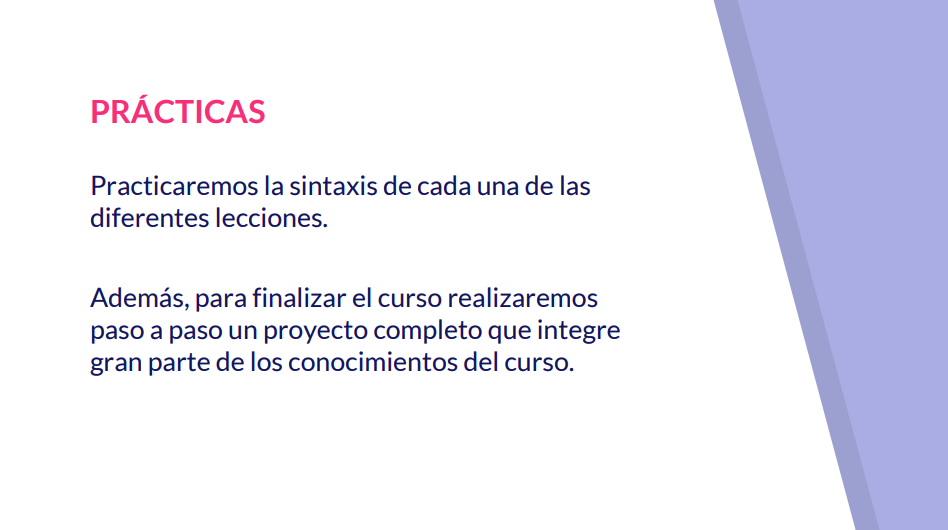 PRÁCTICAS
Practicaremos la sintaxis de cada una de las
diferentes lecciones.
Además, para finalizar el curso realizaremos
paso a paso un proyecto completo que integre
gran parte de los conocimientos del curso.